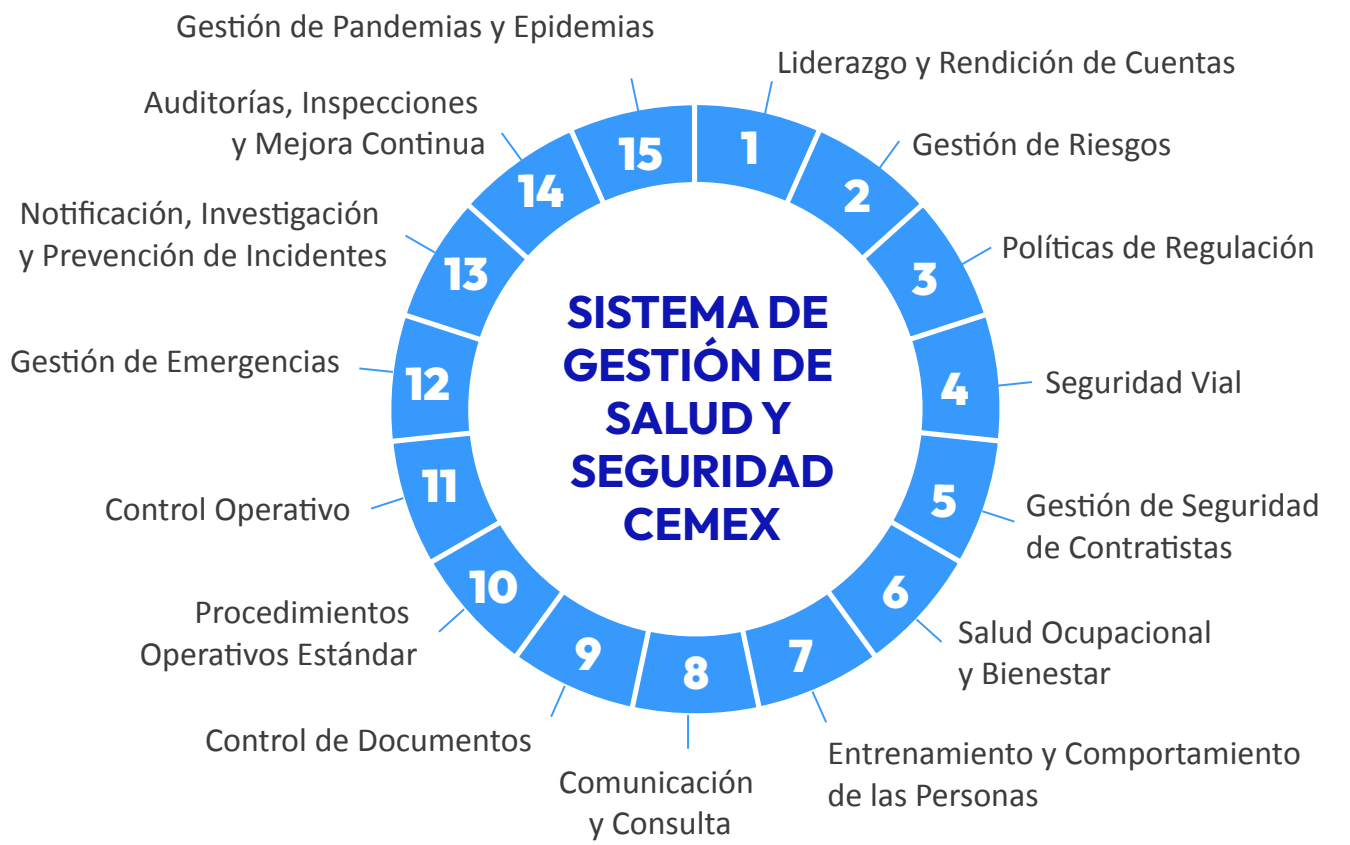 SISTEMA DE
GESTIÓN DE
SALUD Y
SEGURIDAD
CEMEX
1
Liderazgo y Rendición de Cuentas
2
Gestión de Riesgos
3
Políticas de Regulación
4
Seguridad Vial
5
Gestión de Seguridad
de Contratistas
6
Salud Ocupacional
y Bienestar
7
Entrenamiento y Comportamiento
de las Personas
8
Comunicación
y Consulta
9
Control de Documentos
10
Procedimientos
Operativos Estándar
11
Control Operativo
12
Gestión de Emergencias
13
Notificación, Investigación
y Prevención de Incidentes
14
Auditorías, Inspecciones
y Mejora Continua
15
Gestión de Pandemias y Epidemias